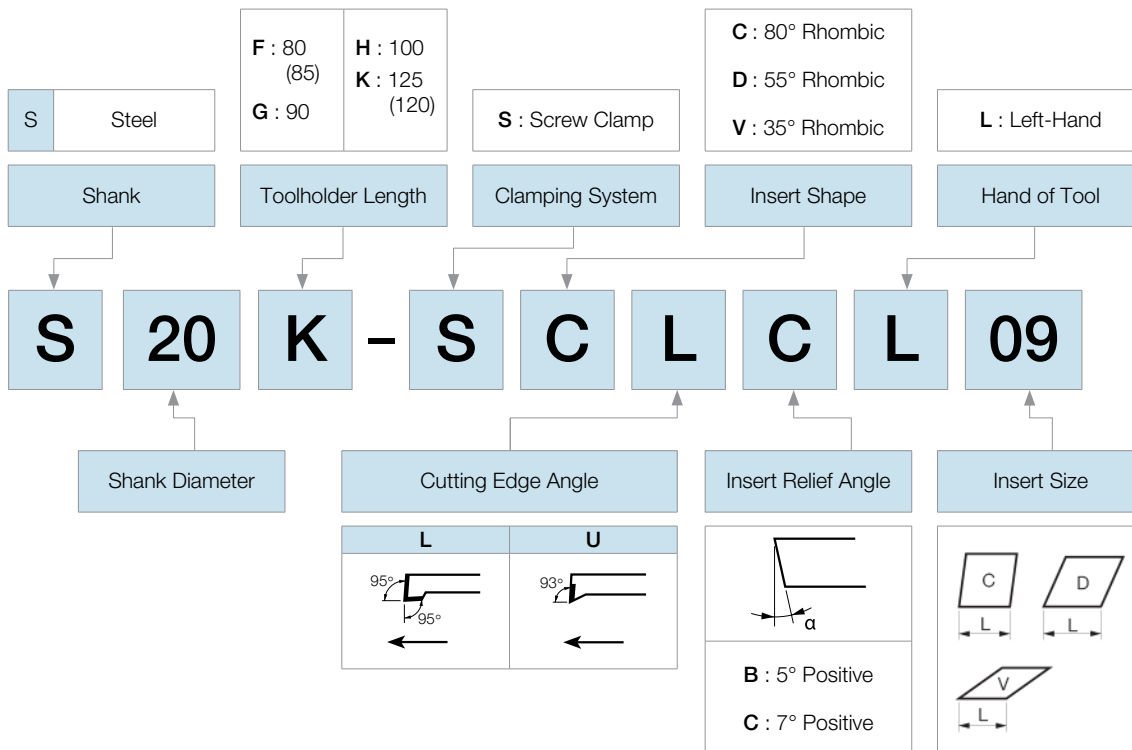 F : 80
(85)
G : 90
H : 100
K : 125
(120)
C : 80° Rhombic
D : 55° Rhombic
V : 35° Rhombic
S Steel
S : Screw Clamp
L : Left-Hand
Shank
Toolholder Length
Clamping System
Insert Shape
Hand of Tool
S 20 K - S C L C L 09
Shank Diameter
Cutting Edge Angle
Insert Relief Angle
Insert Size
L
U
95°
95°
93°
α
B : 5° Positive
C : 7° Positive
C
L
D
L
V
L